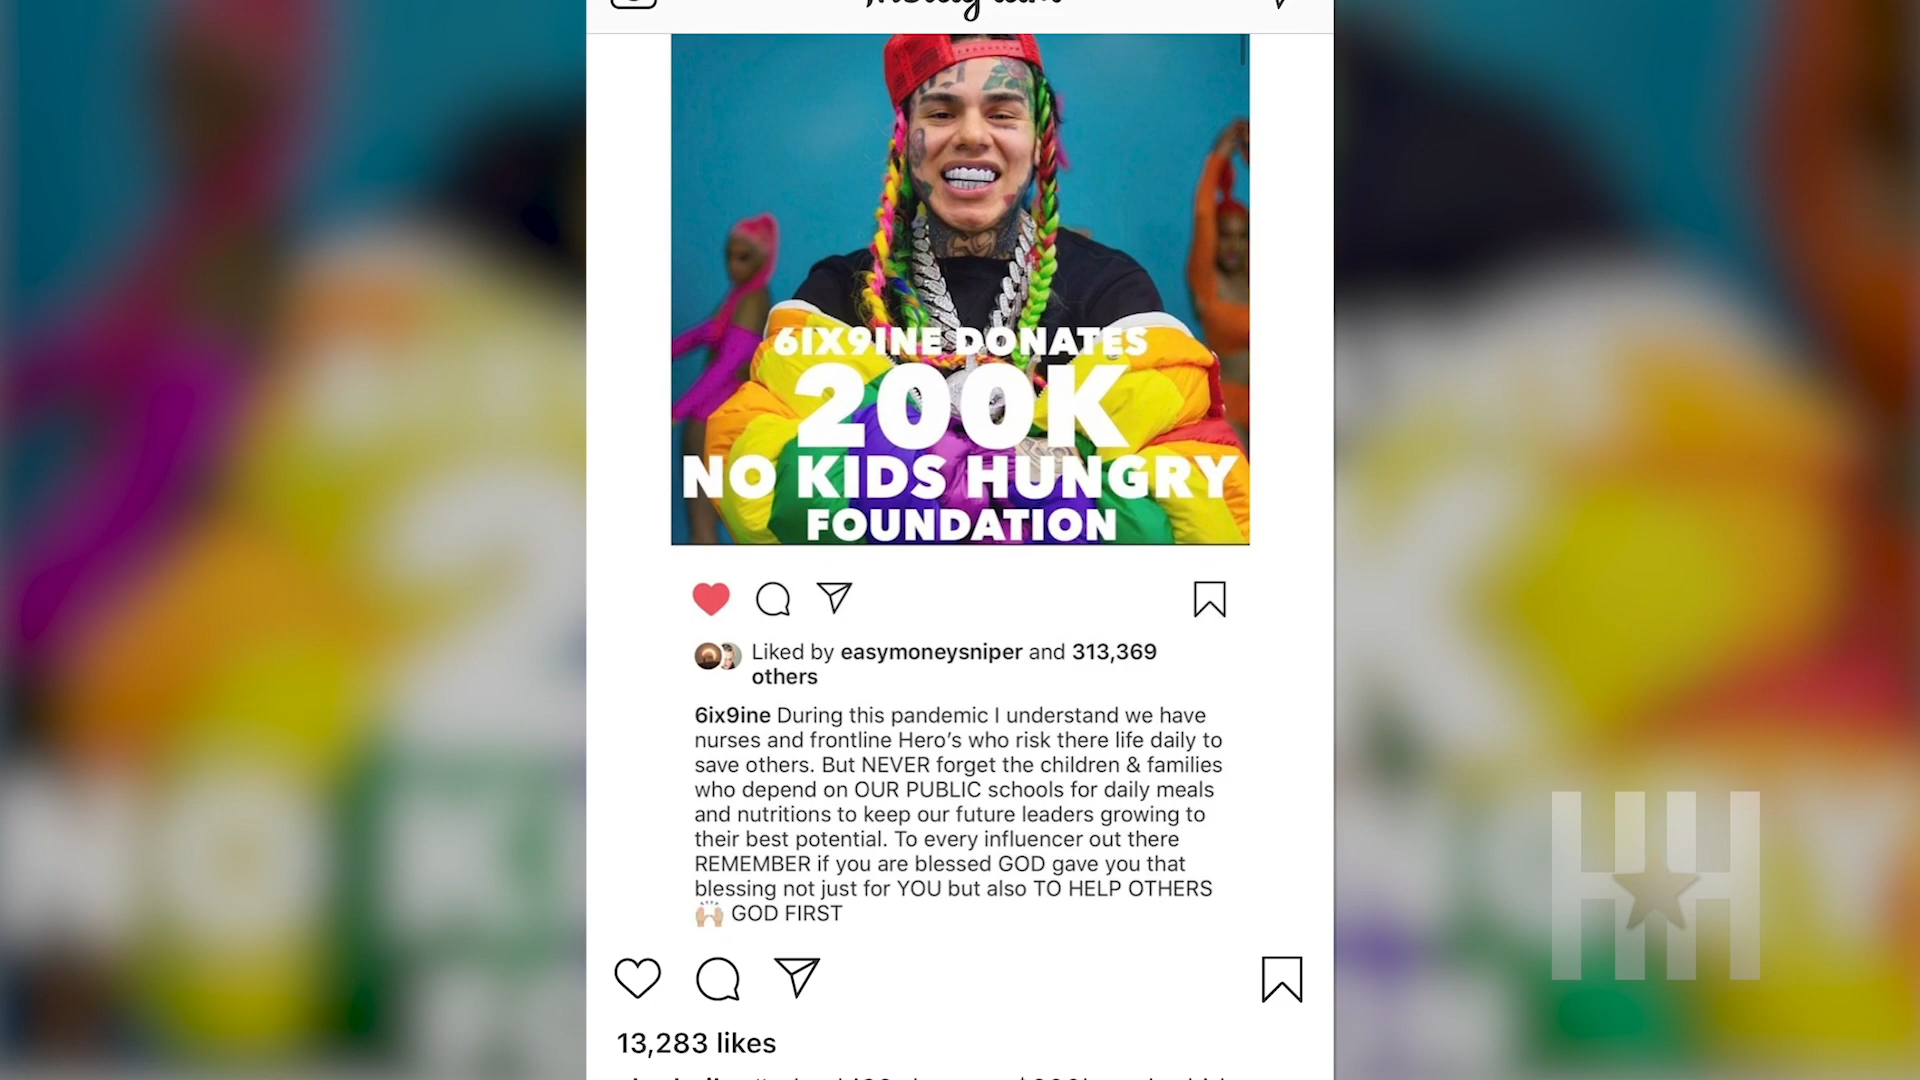 Instagram
6IX9INE DONATES
200K
NO KIDS HUNGRY
FOUNDATION
Liked by easymoneysniper and 313,369
others
6ix9ine During this pandemic I understand we have
nurses and frontline Hero’s who risk there life daily to
save others. But NEVER forget the children & families
who depend on OUR PUBLIC schools for daily meals
and nutritions to keep our future leaders growing to
their best potential. To every influencer out there
REMEMBER if you are blessed GOD gave you that
blessing not just for YOU but also TO HELP OTHERS
🙌🏼 GOD FIRST
13,283 likes
HH